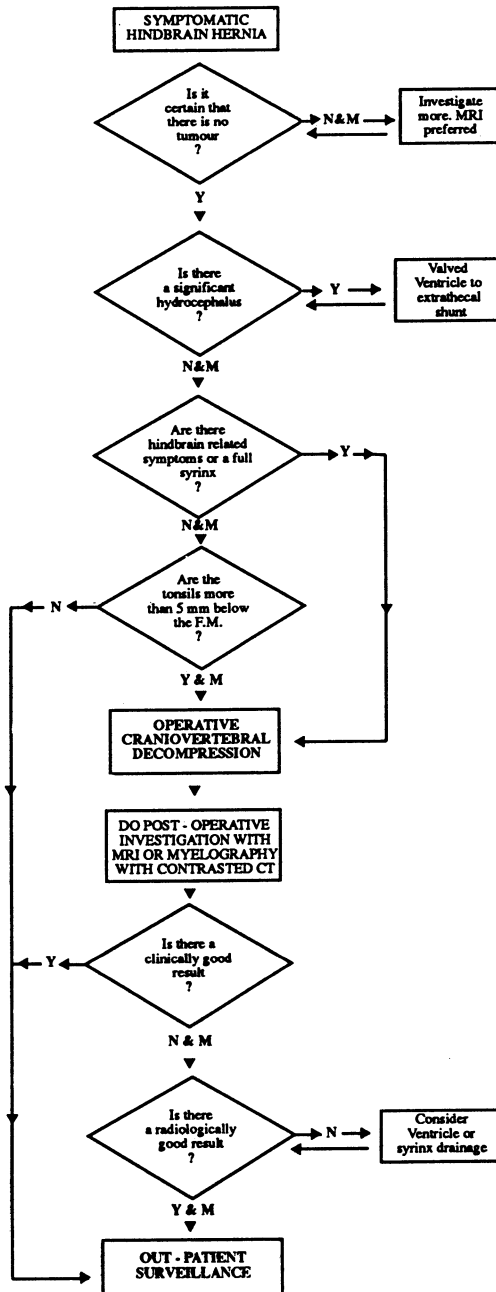 SYMPTOMATIC
HINDBRAIN HERNIA
Is it
certain that
there is no
tumour
?
N&M
Investigate
more. MRI
preferred
Y
Is there
a significant
hydrocephalus
?
Y
Valved
Ventricle to
extrathecal
shunt
N&M
Are there
hindbrain related
symptoms or a full
syrinx
?
Y
N&M
Are the
tonsils more
than 5 mm below
the F.M.
?
N
Y & M
OPERATIVE
CRANIOVERTEBRAL
DECOMPRESSION
DO POST - OPERATIVE
INVESTIGATION WITH
MRI OR MYELOGRAPHY
WITH CONTRASTED CT
Is there a
clinically good
result
?
Y
N & M
Is there
a radiologically
good result
?
N
Consider
Ventricle or
syrinx drainage
Y & M
OUT - PATIENT
SURVEILLANCE